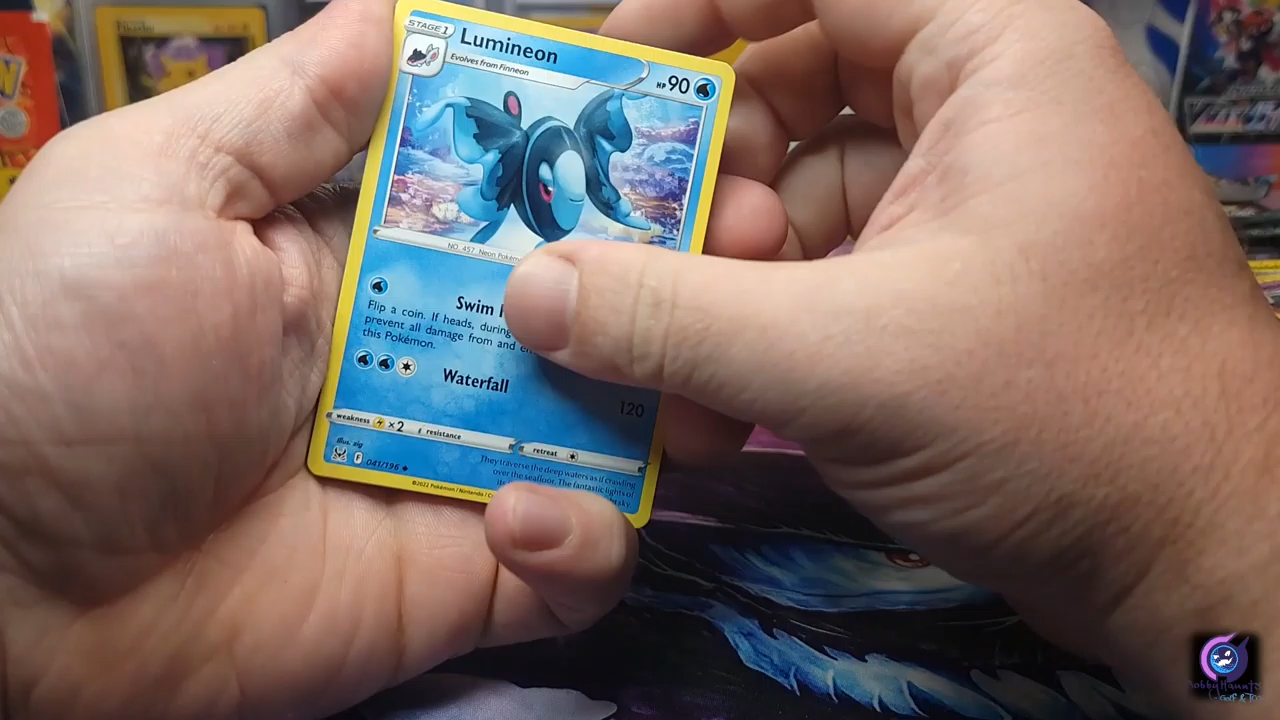 STAGE 1
Lumineon
HP 90
Evolves from Finneon
NO. 457 Neon Pokém
Swim
Flip a coin. If heads, during
prevent all damage from and
this Pokémon.
Waterfall
120
weakness ×2 resistance
retreat
Illus. zig
F 041/196
They traverse the deep waters as if crawling
over the seafloor. The fantastic lights of
sky.
©2022 Pokémon / Nintendo